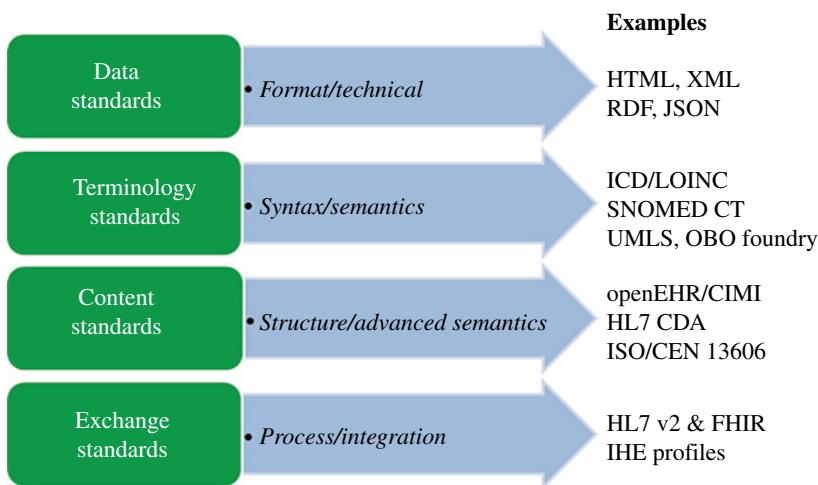 Examples
Data
standards
• Format/technical
HTML, XML
RDF, JSON
Terminology
standards
• Syntax/semantics
ICD/LOINC
SNOMED CT
UMLS, OBO foundry
Content
standards
• Structure/advanced semantics
openEHR/CIMI
HL7 CDA
ISO/CEN 13606
Exchange
standards
• Process/integration
HL7 v2 & FHIR
IHE profiles